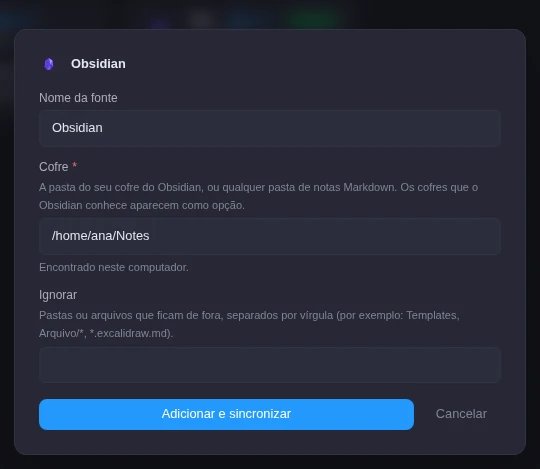 Obsidian
Nome da fonte
Obsidian
Cofre *
A pasta do seu cofre do Obsidian, ou qualquer pasta de notas Markdown. Os cofres que o
Obsidian conhece aparecem como opção.
/home/ana/Notes
Encontrado neste computador.
Ignorar
Pastas ou arquivos que ficam de fora, separados por vírgula (por exemplo: Templates,
Arquivo/*, *.excalidraw.md).
Adicionar e sincronizar
Cancelar